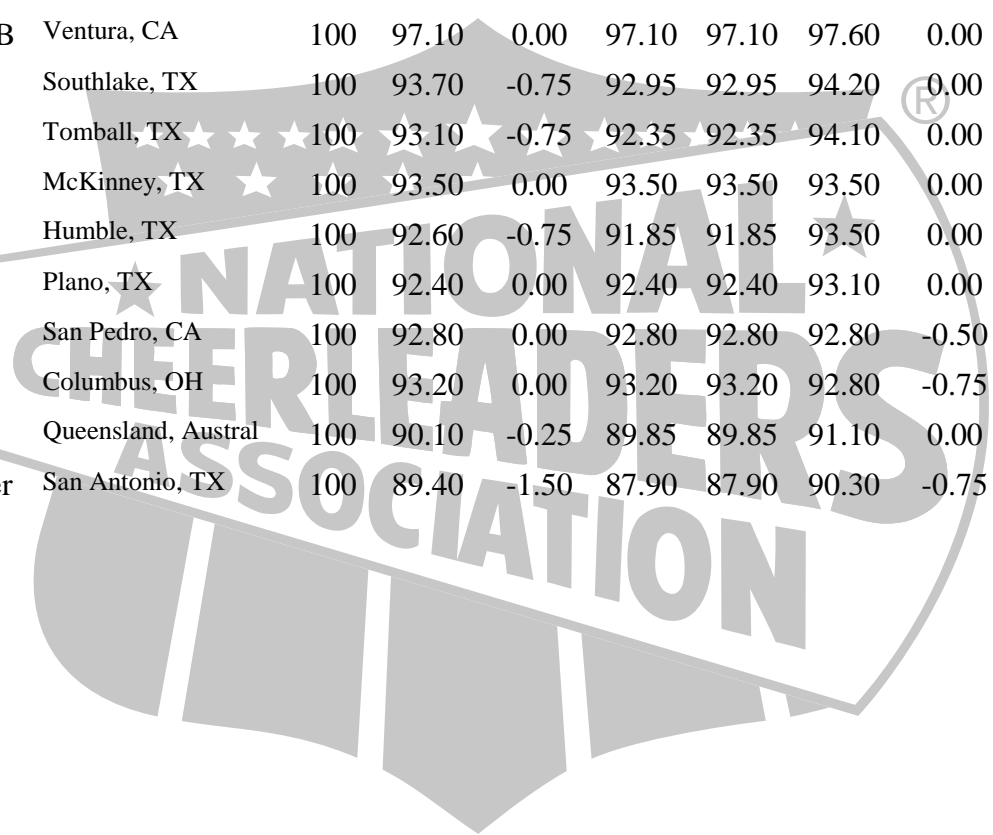 B Ventura, CA 100 97.10 0.00 97.10 97.10 97.60 0.00
Southlake, TX 100 93.70 -0.75 92.95 92.95 94.20 0.00
Tomball, TX 100 93.10 -0.75 92.35 92.35 94.10 0.00
McKinney, TX 100 93.50 0.00 93.50 93.50 93.50 0.00
Humble, TX 100 92.60 -0.75 91.85 91.85 93.50 0.00
Plano, TX 100 92.40 0.00 92.40 92.40 93.10 0.00
San Pedro, CA 100 92.80 0.00 92.80 92.80 92.80 -0.50
Columbus, OH 100 93.20 0.00 93.20 93.20 92.80 -0.75
Queensland, Austral 100 90.10 -0.25 89.85 89.85 91.10 0.00
er San Antonio, TX 100 89.40 -1.50 87.90 87.90 90.30 -0.75
®
NATIONAL
CHEERLEADERS
ASSOCIATION